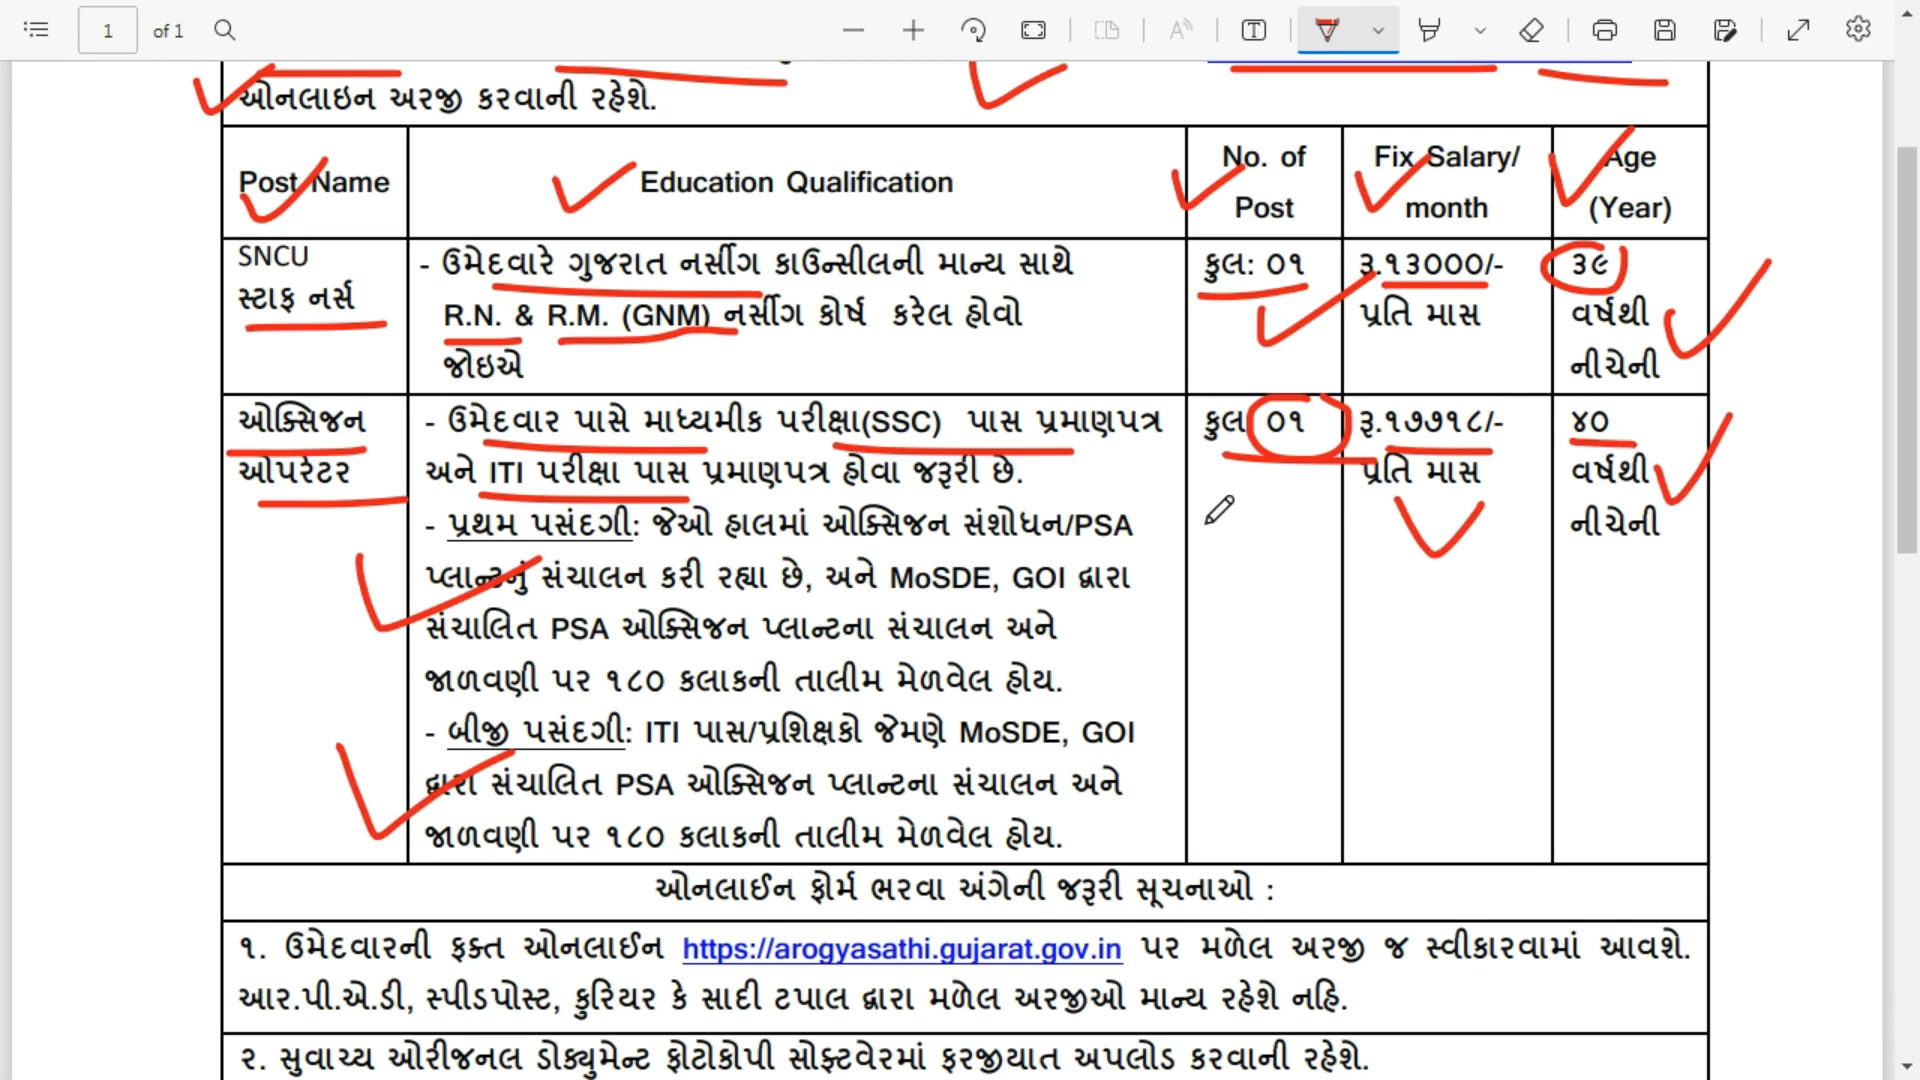 1 of 1
ઓનલાઇન અરજી કરવાની રહેશે.
Post Name
Education Qualification
No. of
Post
Fix Salary/
month
Age
(Year)
SNCU
સ્ટાફ નર્સ
- ઉમેદવારે ગુજરાત નર્સીગ કાઉન્સીલની માન્ય સાથે
R.N. & R.M. (GNM) નર્સીગ કોર્ષ કરેલ હોવો
જોઇએ
કુલ: ૦૧
રૂ.૧૩૦૦૦/-
પ્રતિ માસ
૩૯
વર્ષથી
નીચેની
ઓક્સિજન
ઓપરેટર
- ઉમેદવાર પાસે માધ્યમીક પરીક્ષા(SSC) પાસ પ્રમાણપત્ર
અને ITI પરીક્ષા પાસ પ્રમાણપત્ર હોવા જરૂરી છે.
- પ્રથમ પસંદગી: જેઓ હાલમાં ઓક્સિજન સંશોધન/PSA
પ્લાન્ટનું સંચાલન કરી રહ્યા છે, અને MoSDE, GOI દ્વારા
સંચાલિત PSA ઓક્સિજન પ્લાન્ટના સંચાલન અને
જાળવણી પર ૧૮૦ કલાકની તાલીમ મેળવેલ હોય.
- બીજી પસંદગી: ITI પાસ/પ્રશિક્ષકો જેમણે MoSDE, GOI
દ્વારા સંચાલિત PSA ઓક્સિજન પ્લાન્ટના સંચાલન અને
જાળવણી પર ૧૮૦ કલાકની તાલીમ મેળવેલ હોય.
કુલ ૦૧
રૂ.૧૭૭૧૮/-
પ્રતિ માસ
૪૦
વર્ષથી
નીચેની
ઓનલાઈન ફોર્મ ભરવા અંગેની જરૂરી સૂચનાઓ :
૧. ઉમેદવારની ફક્ત ઓનલાઈન https://arogyasathi.gujarat.gov.in પર મળેલ અરજી જ સ્વીકારવામાં આવશે.
આર.પી.એ.ડી, સ્પીડપોસ્ટ, કુરિયર કે સાદી ટપાલ દ્વારા મળેલ અરજીઓ માન્ય રહેશે નહિ.
૨. સુવાચ્ય ઓરીજનલ ડોક્યુમેન્ટ ફોટોકોપી સોફ્ટવેરમાં ફરજીયાત અપલોડ કરવાની રહેશે.